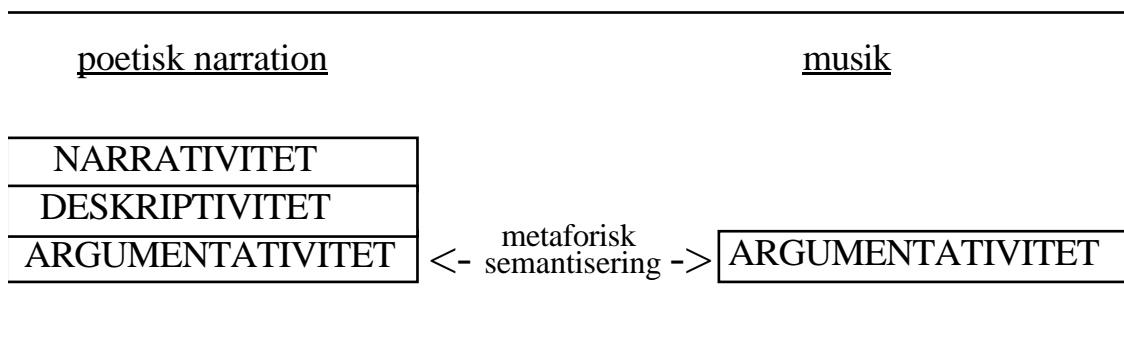 poetisk narration musik
NARRATIVITET
DESKRIPTIVITET
metaforisk
ARGUMENTATIVITET <- semantisering -> ARGUMENTATIVITET